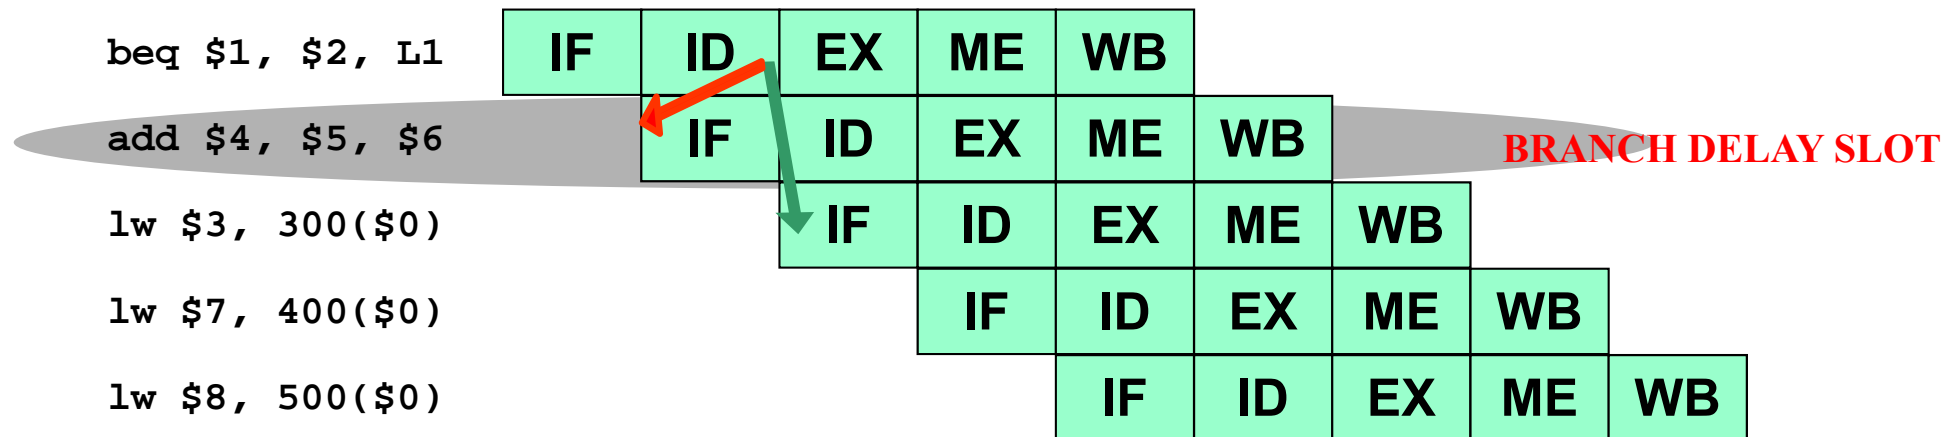 beq $1, $2, L1 IF ID EX ME WB
add $4, $5, $6 IF ID EX ME WB BRANCH DELAY SLOT
lw $3, 300($0) IF ID EX ME WB
lw $7, 400($0) IF ID EX ME WB
lw $8, 500($0) IF ID EX ME WB